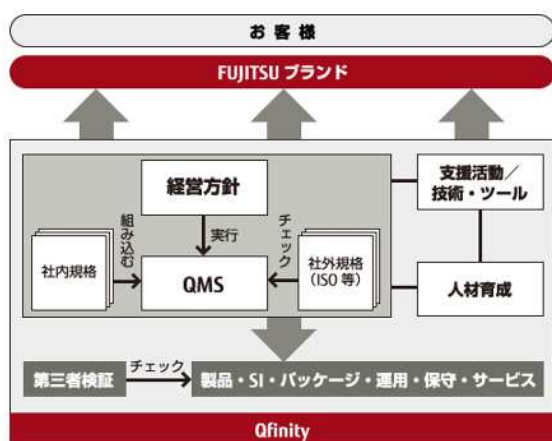 お客様
FUJITSU ブランド
経営方針
支援活動／
技術・ツール
組み込む
実行
チェック
社内規格
QMS
社外規格
（ISO 等）
人材育成
第三者検証
チェック
製品・SI・パッケージ・運用・保守・サービス
Qfinity